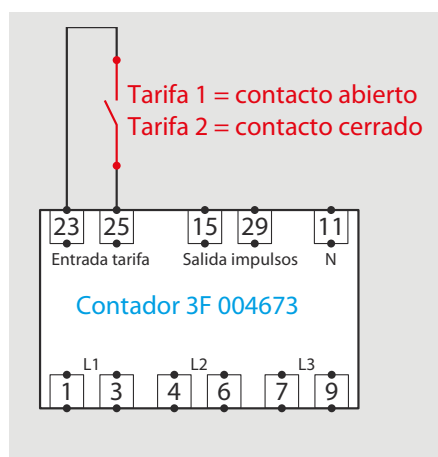 Tarifa 1 = contacto abierto
Tarifa 2 = contacto cerrado
23 25 15 29 11
Entrada tarifa Salida impulsos N
Contador 3F 004673
L1 L2 L3
1 3 4 6 7 9